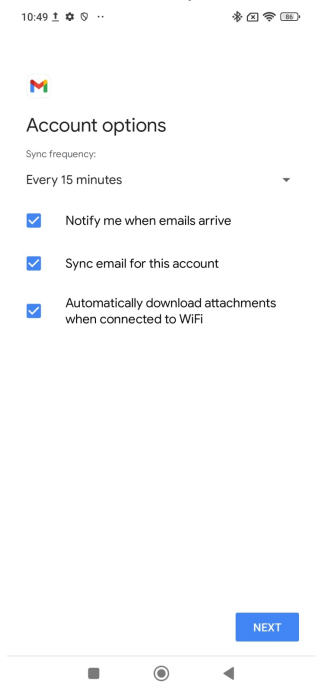 10:49
86
Account options
Sync frequency:
Every 15 minutes
Notify me when emails arrive
Sync email for this account
Automatically download attachments
when connected to WiFi
NEXT